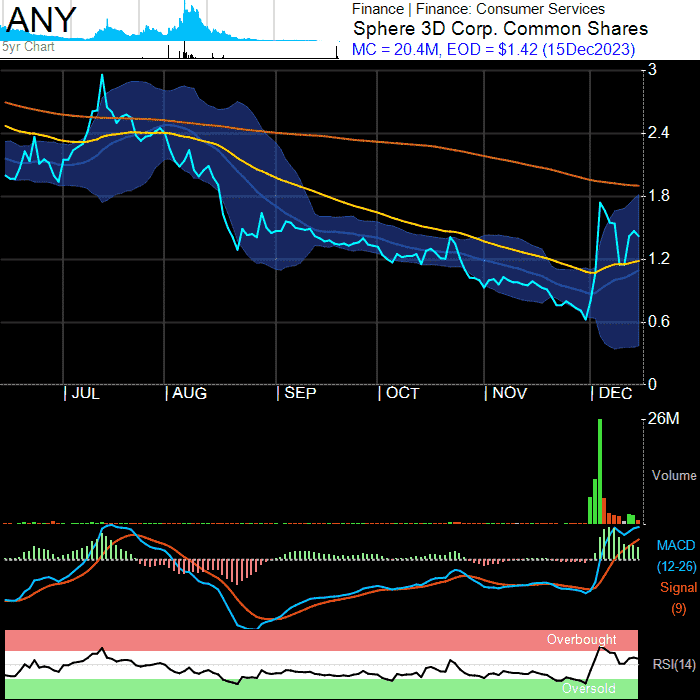 ANY
Finance | Finance: Consumer Services
Sphere 3D Corp. Common Shares
MC = 20.4M, EOD = $1.42 (15Dec2023)
5yr Chart
3
2.4
1.8
1.2
0.6
0
| JUL | AUG | SEP | OCT | NOV | DEC
26M
Volume
MACD
(12-26)
Signal
(9)
Overbought
RSI(14)
Oversold